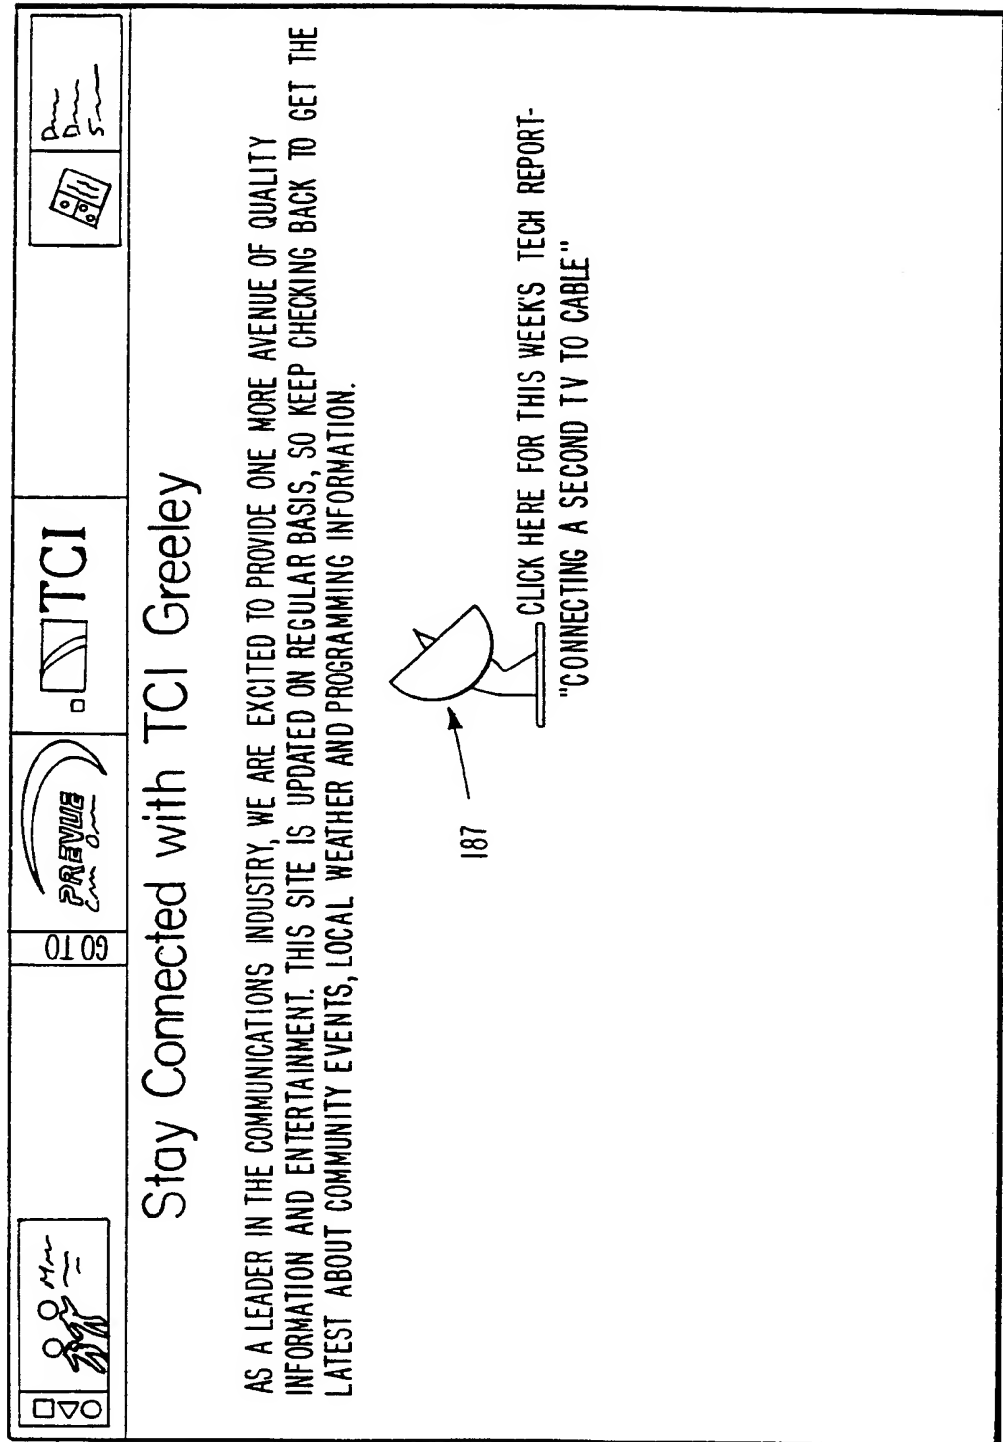 GO TO
PREVUE
TCI
Stay Connected with TCI Greeley
AS A LEADER IN THE COMMUNICATIONS INDUSTRY, WE ARE EXCITED TO PROVIDE ONE MORE AVENUE OF QUALITY
INFORMATION AND ENTERTAINMENT. THIS SITE IS UPDATED ON REGULAR BASIS, SO KEEP CHECKING BACK TO GET THE
LATEST ABOUT COMMUNITY EVENTS, LOCAL WEATHER AND PROGRAMMING INFORMATION.
187
CLICK HERE FOR THIS WEEK'S TECH REPORT-
"CONNECTING A SECOND TV TO CABLE"